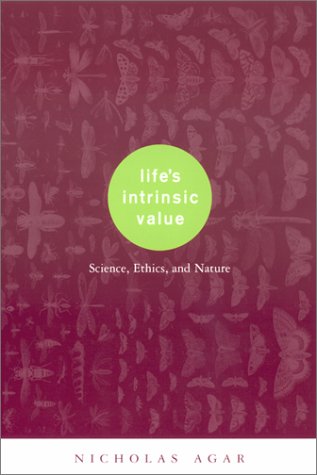 life's
intrinsic
value
Science, Ethics, and Nature
NICHOLAS AGAR